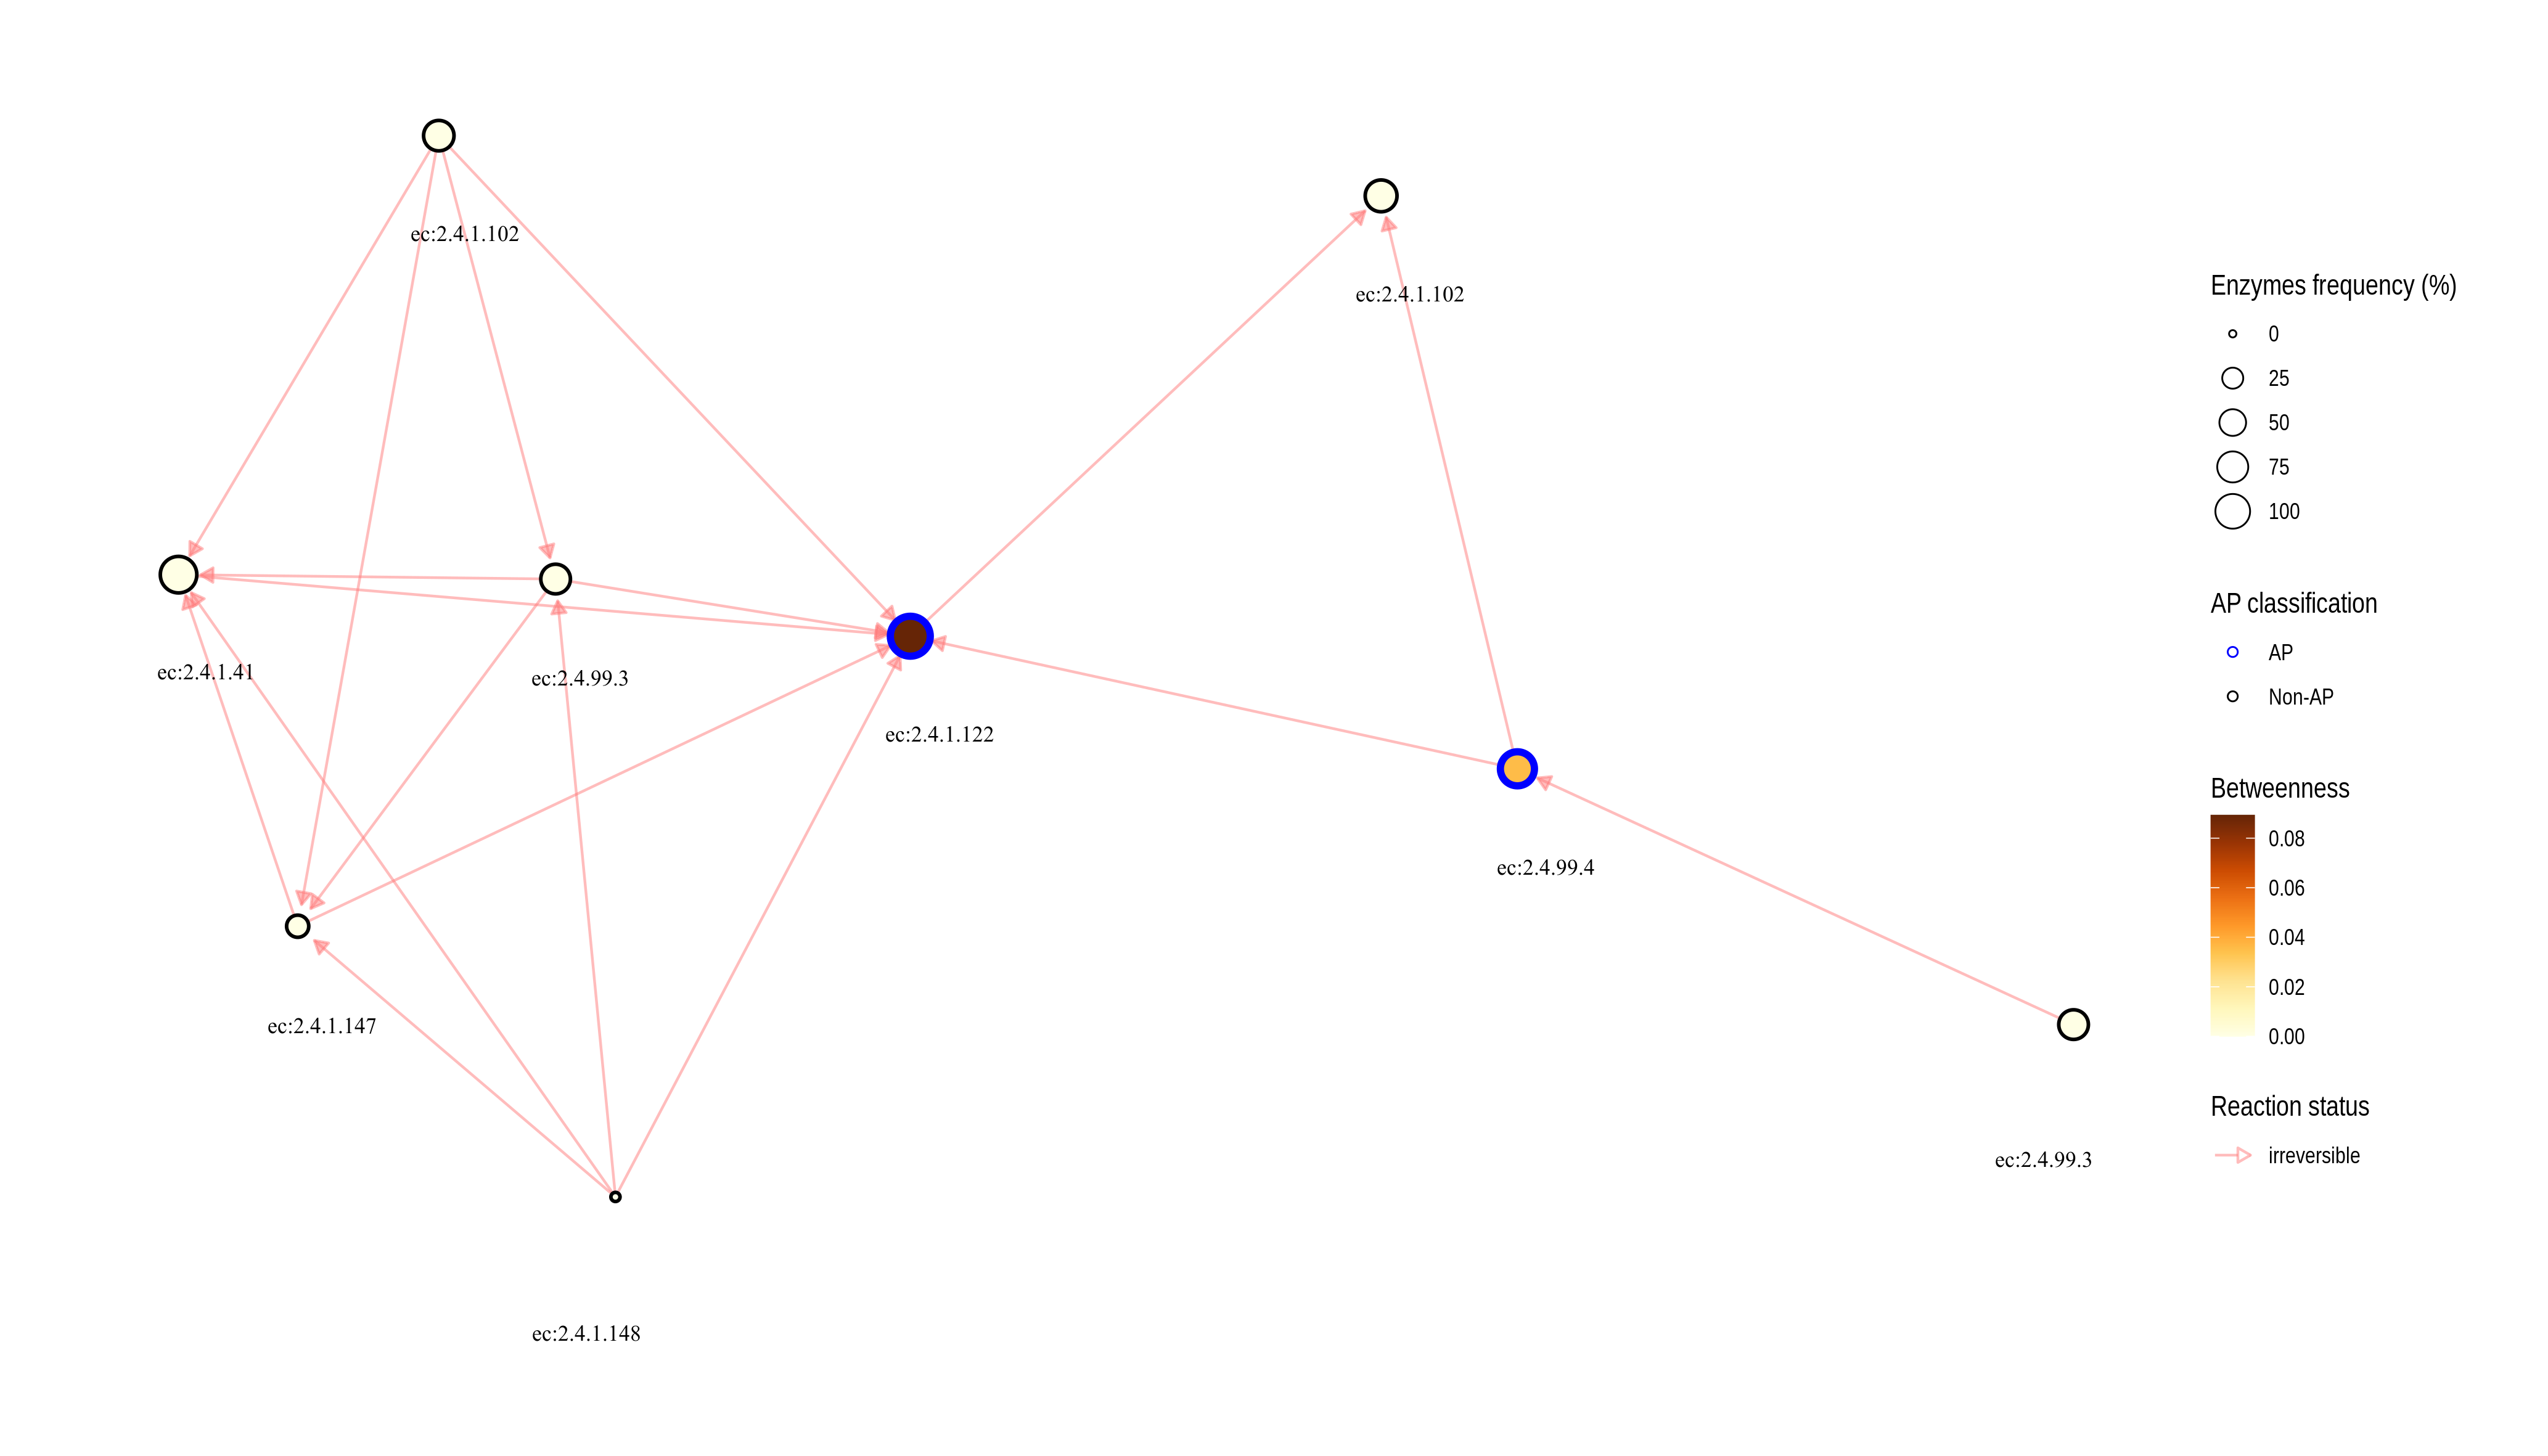 ec:2.4.1.102
ec:2.4.1.102
ec:2.4.1.41
ec:2.4.99.3
ec:2.4.1.122
ec:2.4.99.4
ec:2.4.1.147
ec:2.4.99.3
ec:2.4.1.148
Enzymes frequency (%)
0
25
50
75
100
AP classification
AP
Non-AP
Betweenness
0.08
0.06
0.04
0.02
0.00
Reaction status
irreversible